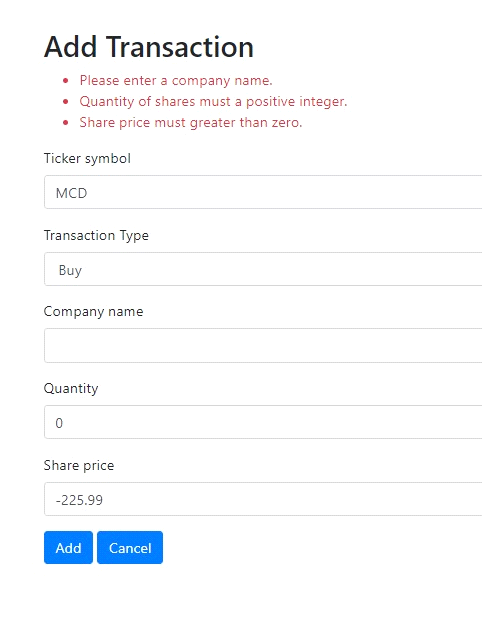 Add Transaction
Please enter a company name.
Quantity of shares must a positive integer.
Share price must greater than zero.
Ticker symbol
MCD
Transaction Type
Buy
Company name
Quantity
0
Share price
-225.99
Add Cancel